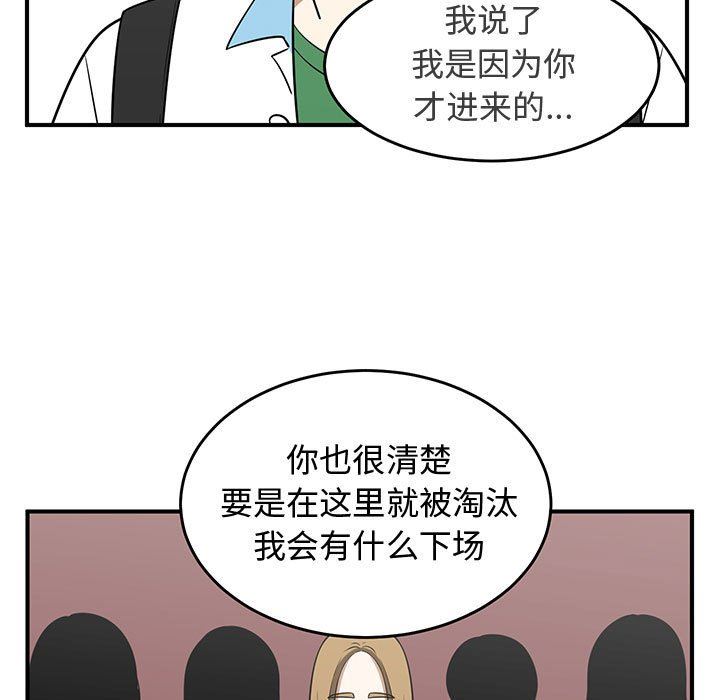 我说了
我是因为你
才进来的…
你也很清楚
要是在这里就被淘汰
我会有什么下场